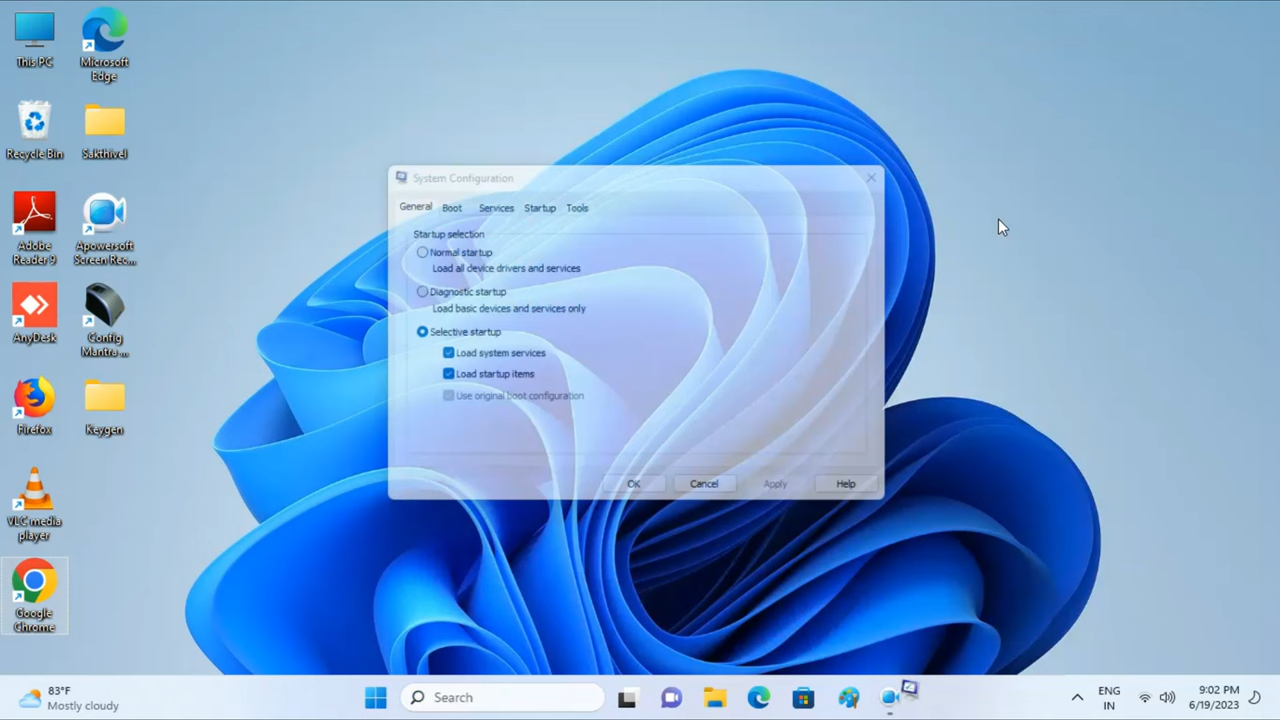 This PC
Microsoft
Edge
Recycle Bin
Sakthivel
Adobe
Reader 9
Apowersoft
Screen Rec...
AnyDesk
Config
Mantra ...
Firefox
Keygen
VLC media
player
Google
Chrome
System Configuration
General Boot Services Startup Tools
Startup selection
Normal startup
Load all device drivers and services
Diagnostic startup
Load basic devices and services only
Selective startup
Load system services
Load startup items
Use original boot configuration
OK Cancel Apply Help
83°F
Mostly cloudy
Search
ENG
IN
9:02 PM
6/19/2023